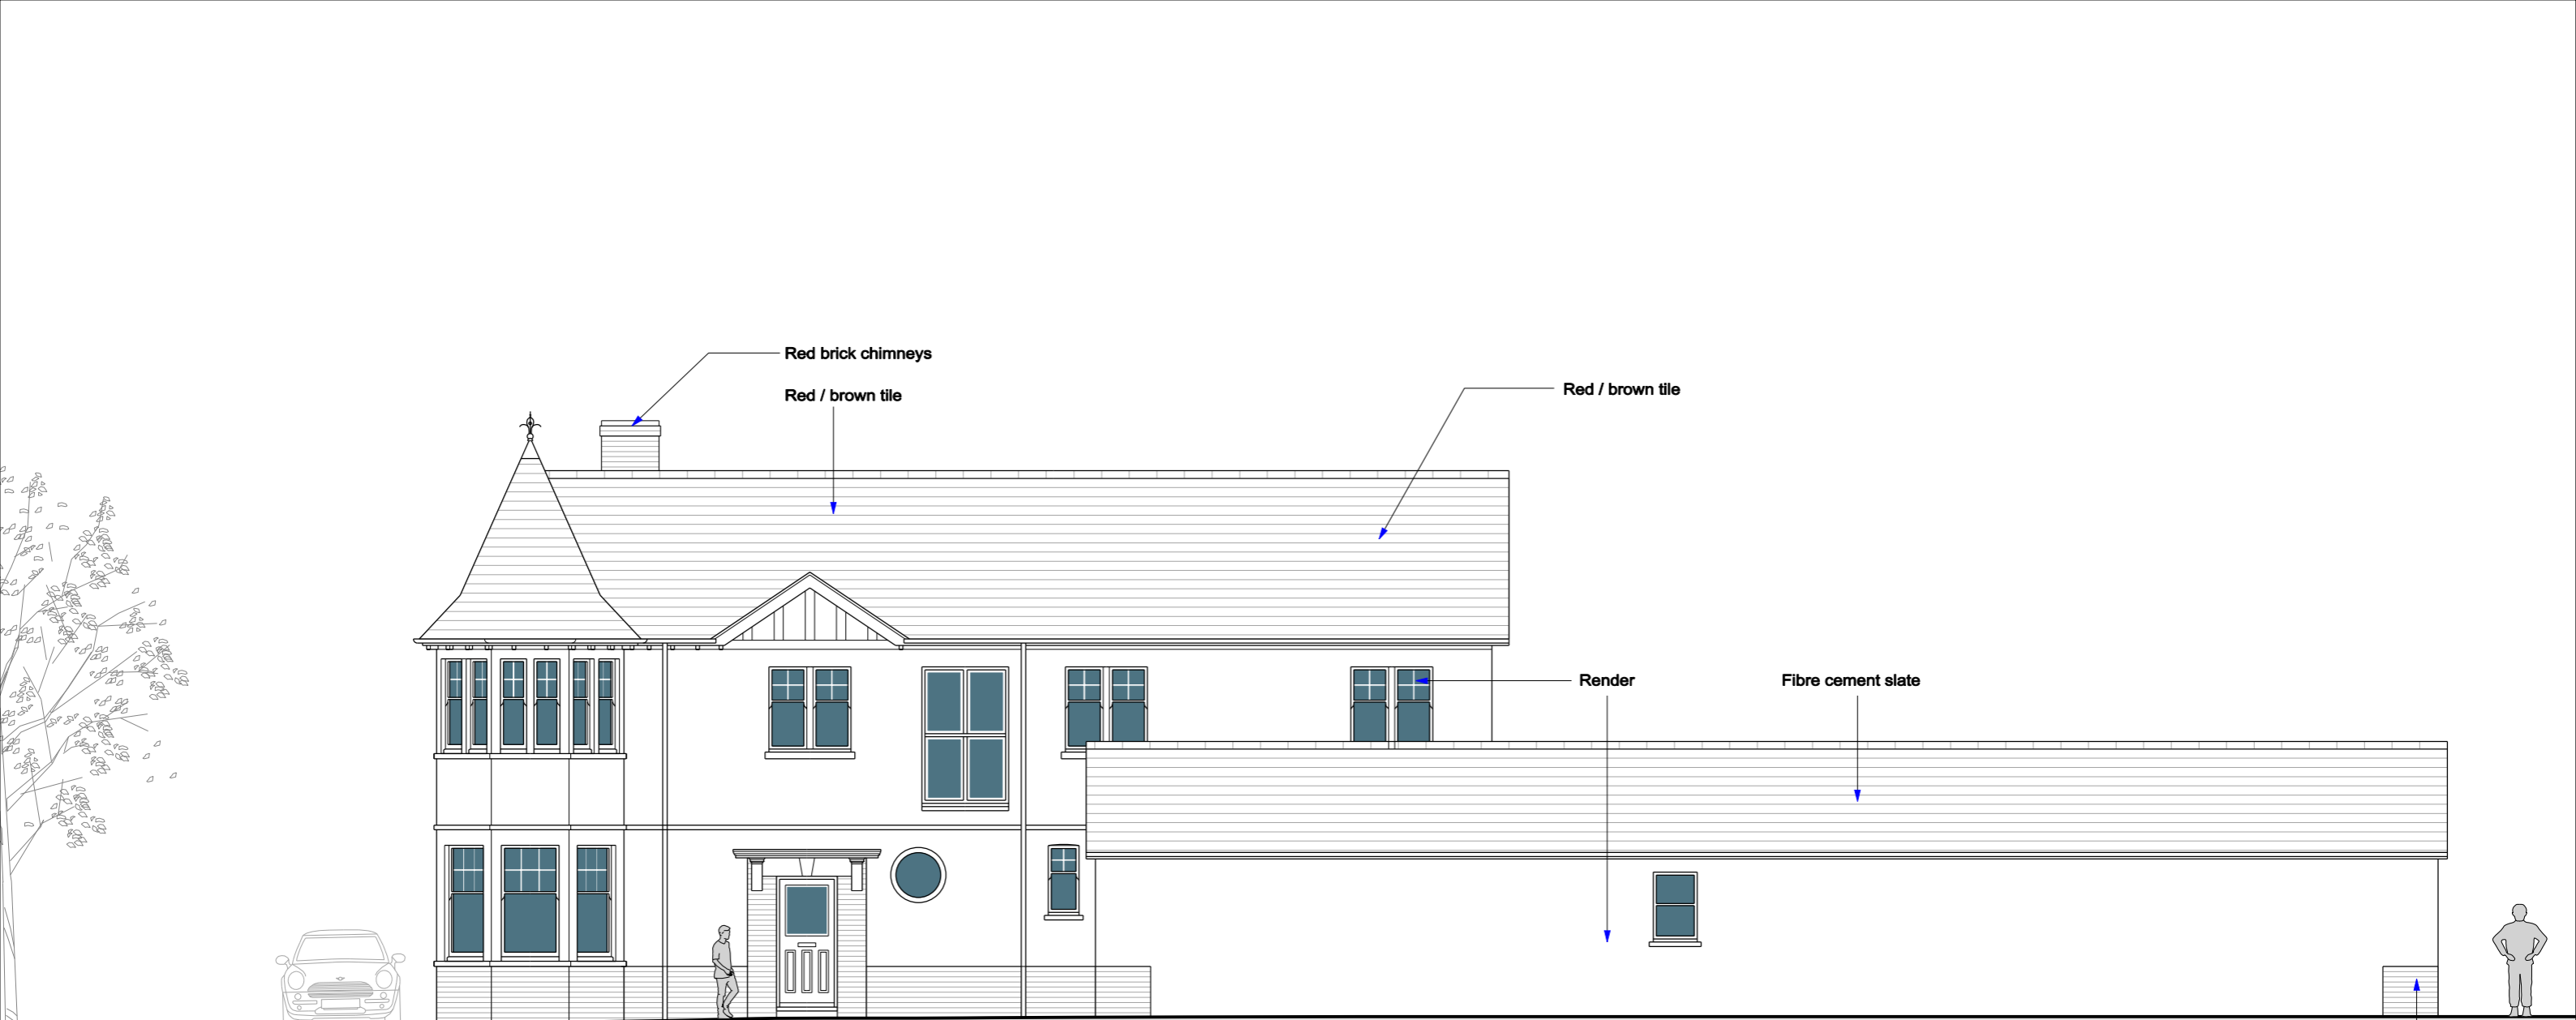 Red brick chimneys
Red / brown tile
Red / brown tile
Render
Fibre cement slate